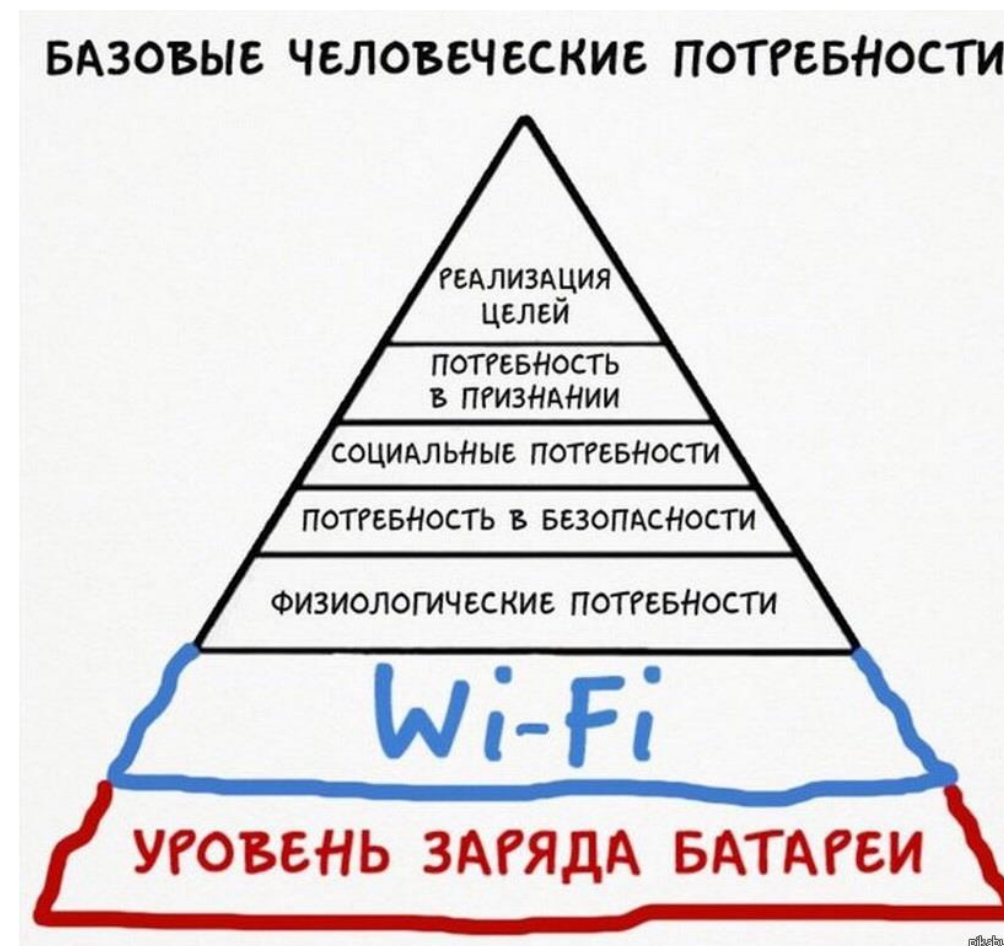 БАЗОВЫЕ ЧЕЛОВЕЧЕСКИЕ ПОТРЕБНОСТИ
РЕАЛИЗАЦИЯ
ЦЕЛЕЙ
ПОТРЕБНОСТЬ
В ПРИЗНАНИИ
СОЦИАЛЬНЫЕ ПОТРЕБНОСТИ
ПОТРЕБНОСТЬ В БЕЗОПАСНОСТИ
ФИЗИОЛОГИЧЕСКИЕ ПОТРЕБНОСТИ
Wi-Fi
УРОВЕНЬ ЗАРЯДА БАТАРЕИ